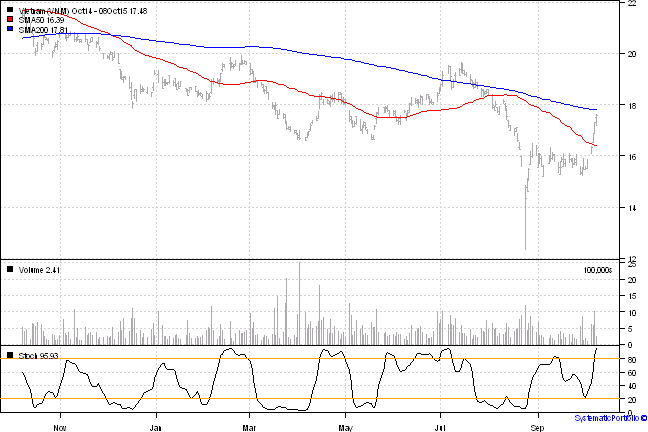 Vietnam (VNM) Oct14 - 08Oct15 17.48
SMA50 16.39
SMA200 17.81
22
20
18
16
14
12
Volume 2.41
100,000s
25
20
15
10
5
0
Stoch 95.93
80
60
40
20
0
Nov Jan Mar May Jul Sep
SystematicPortfolio ©